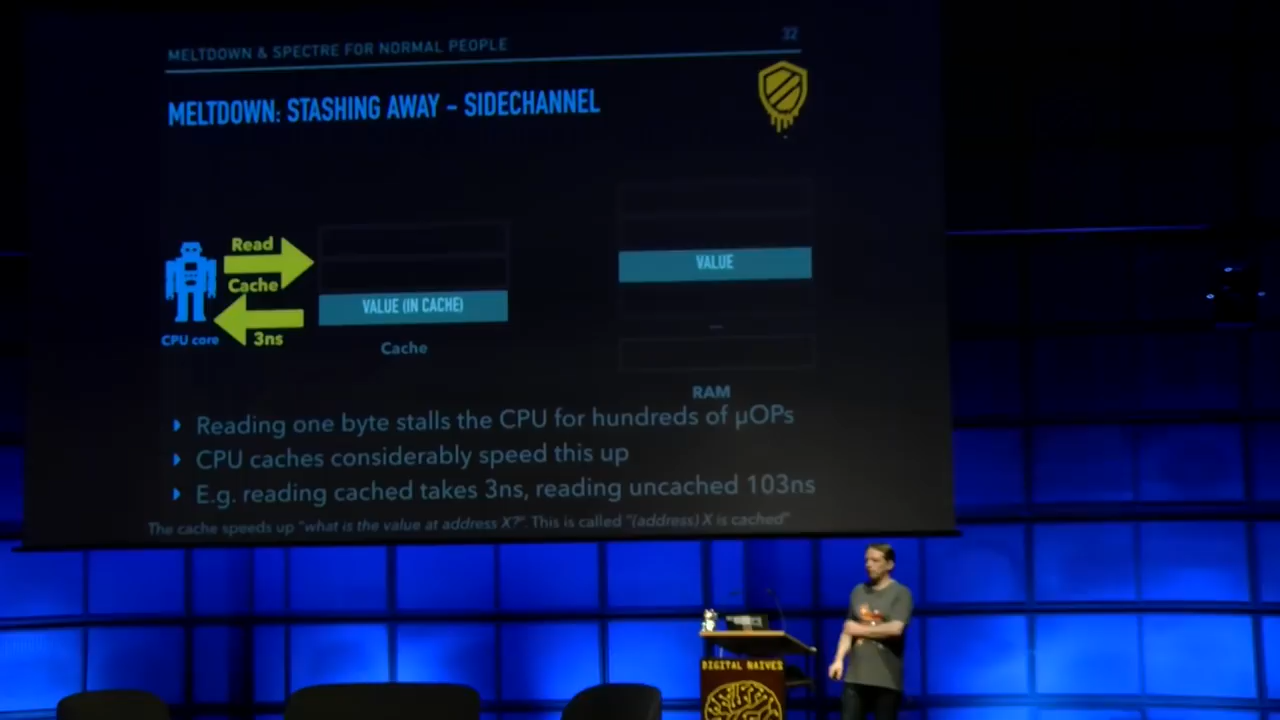 MELTDOWN & SPECTRE FOR NORMAL PEOPLE
32
MELTDOWN: STASHING AWAY – SIDECHANNEL
Read
Cache
3ns
CPU core
VALUE (IN CACHE)
Cache
VALUE
RAM
Reading one byte stalls the CPU for hundreds of µOPs
CPU caches considerably speed this up
E.g. reading cached takes 3ns, reading uncached 103ns
The cache speeds up "what is the value at address X?". This is called "(address) X is cached"
DIGITAL NAIVES